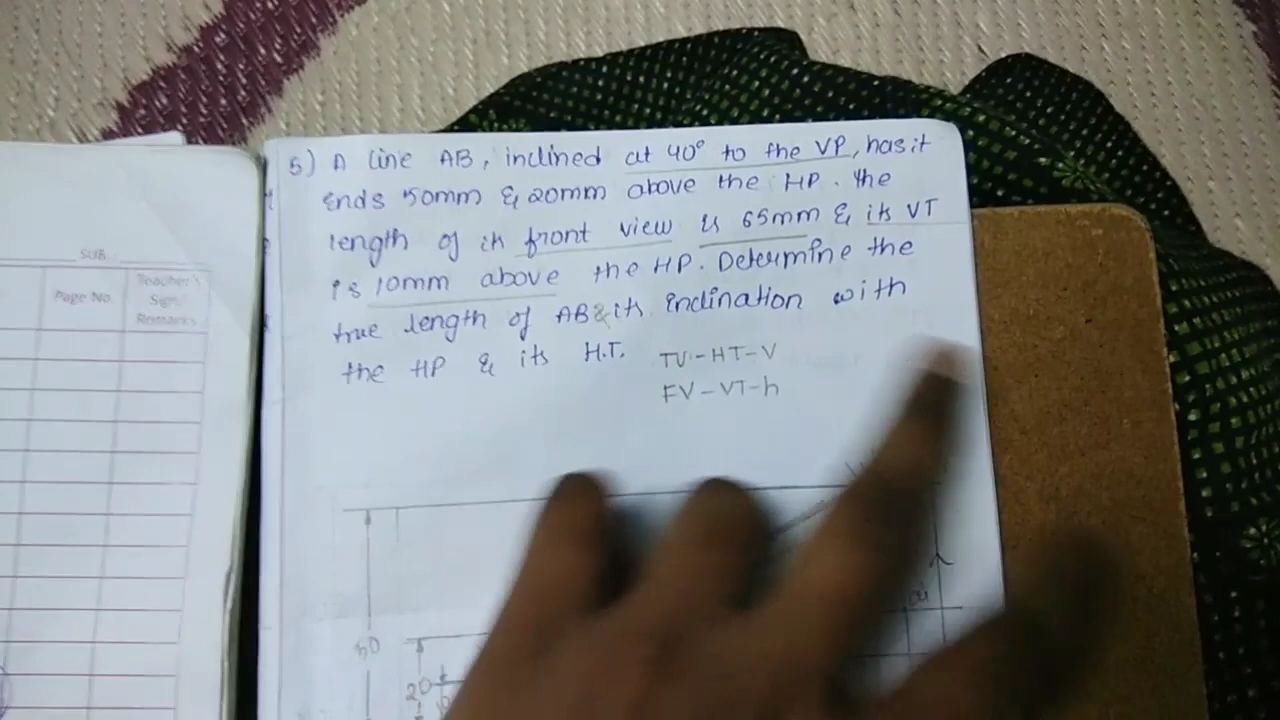 SUB.
Page No.
Teacher's
Sign/
Remarks
5) A line AB, inclined at 40° to the VP, has it
Ends 50mm & 20mm above the HP. The
length of its front view is 65mm & its VT
is 10mm above the HP. Determine the
true length of AB & its inclination with
the HP & its H.T.
TV-HT-V
FV-VT-h
50
20